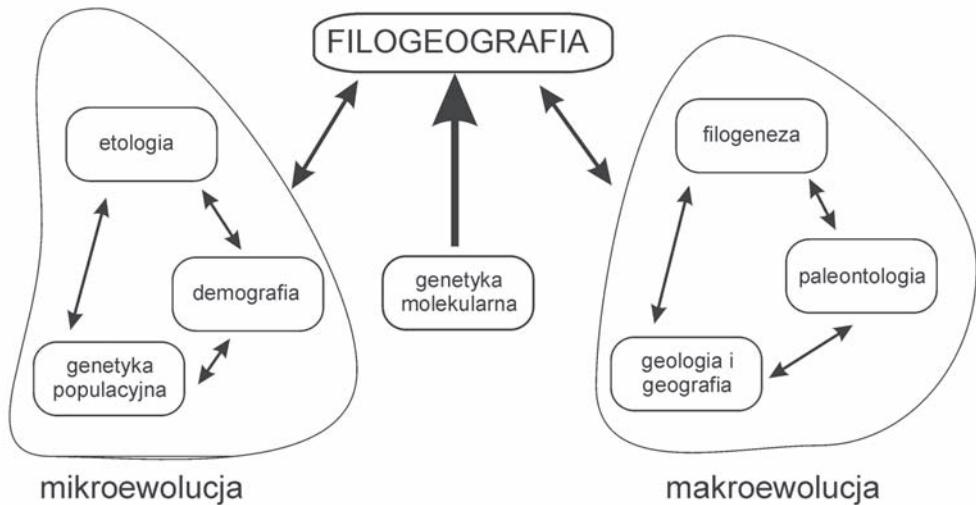 FILOGEOGRAFIA
etologia
demografia
genetyka
populacyjna
genetyka
molekularna
filogeneza
paleontologia
geologia i
geografia
mikroewolucja
makroewolucja